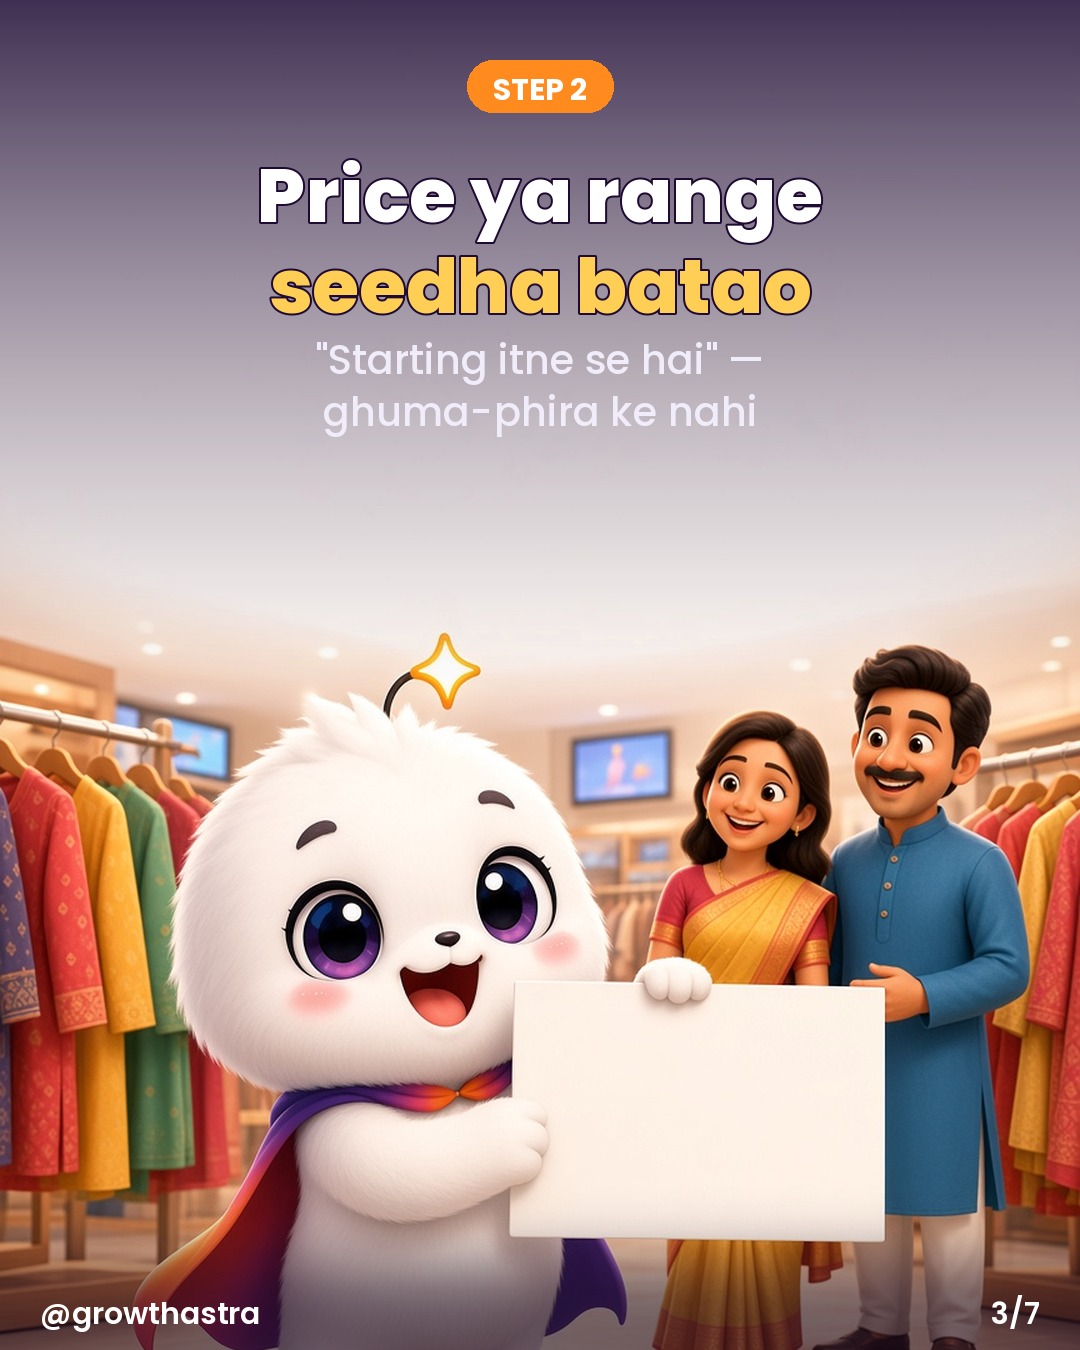 STEP 2
Price ya range
seedha batao
"Starting itne se hai" —
ghuma-phira ke nahi
@growthastra
3/7